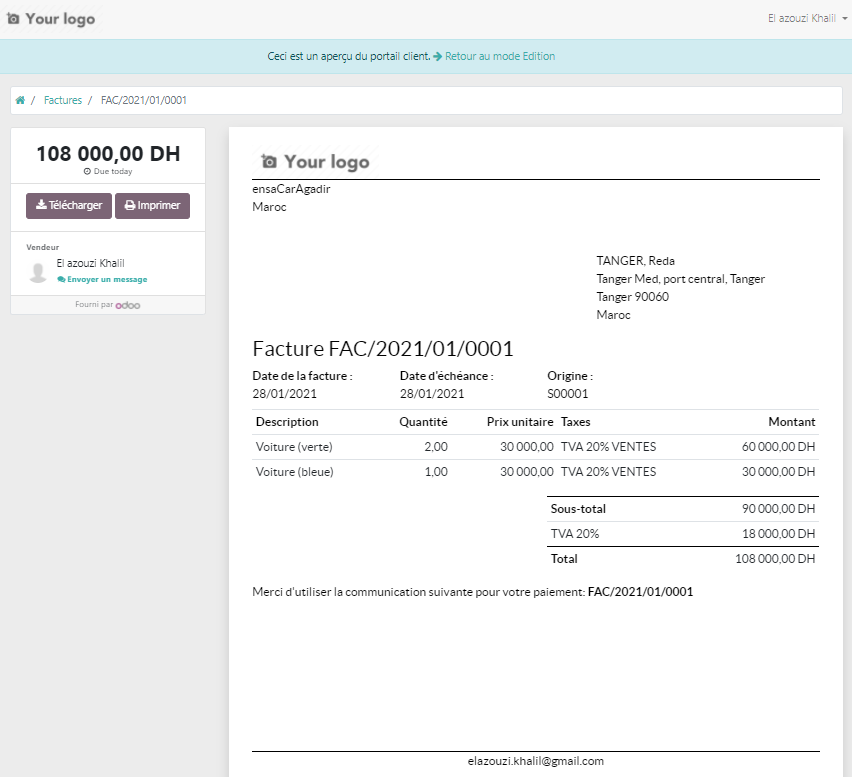 Your logo
El azouzi Khalil
Ceci est un aperçu du portail client. Retour au mode Edition
/ Factures / FAC/2021/01/0001
108 000,00 DH
Due today
Télécharger Imprimer
Vendeur
El azouzi Khalil
Envoyer un message
Fourni par odoo
Your logo
ensaCarAgadir
Maroc
TANGER, Reda
Tanger Med, port central, Tanger
Tanger 90060
Maroc
Facture FAC/2021/01/0001
Date de la facture : Date d'échéance : Origine :
28/01/2021 28/01/2021 S00001
Description Quantité Prix unitaire Taxes Montant
Voiture (verte) 2,00 30 000,00 TVA 20% VENTES 60 000,00 DH
Voiture (bleue) 1,00 30 000,00 TVA 20% VENTES 30 000,00 DH
Sous-total 90 000,00 DH
TVA 20% 18 000,00 DH
Total 108 000,00 DH
Merci d'utiliser la communication suivante pour votre paiement: FAC/2021/01/0001
elazouzi.khalil@gmail.com